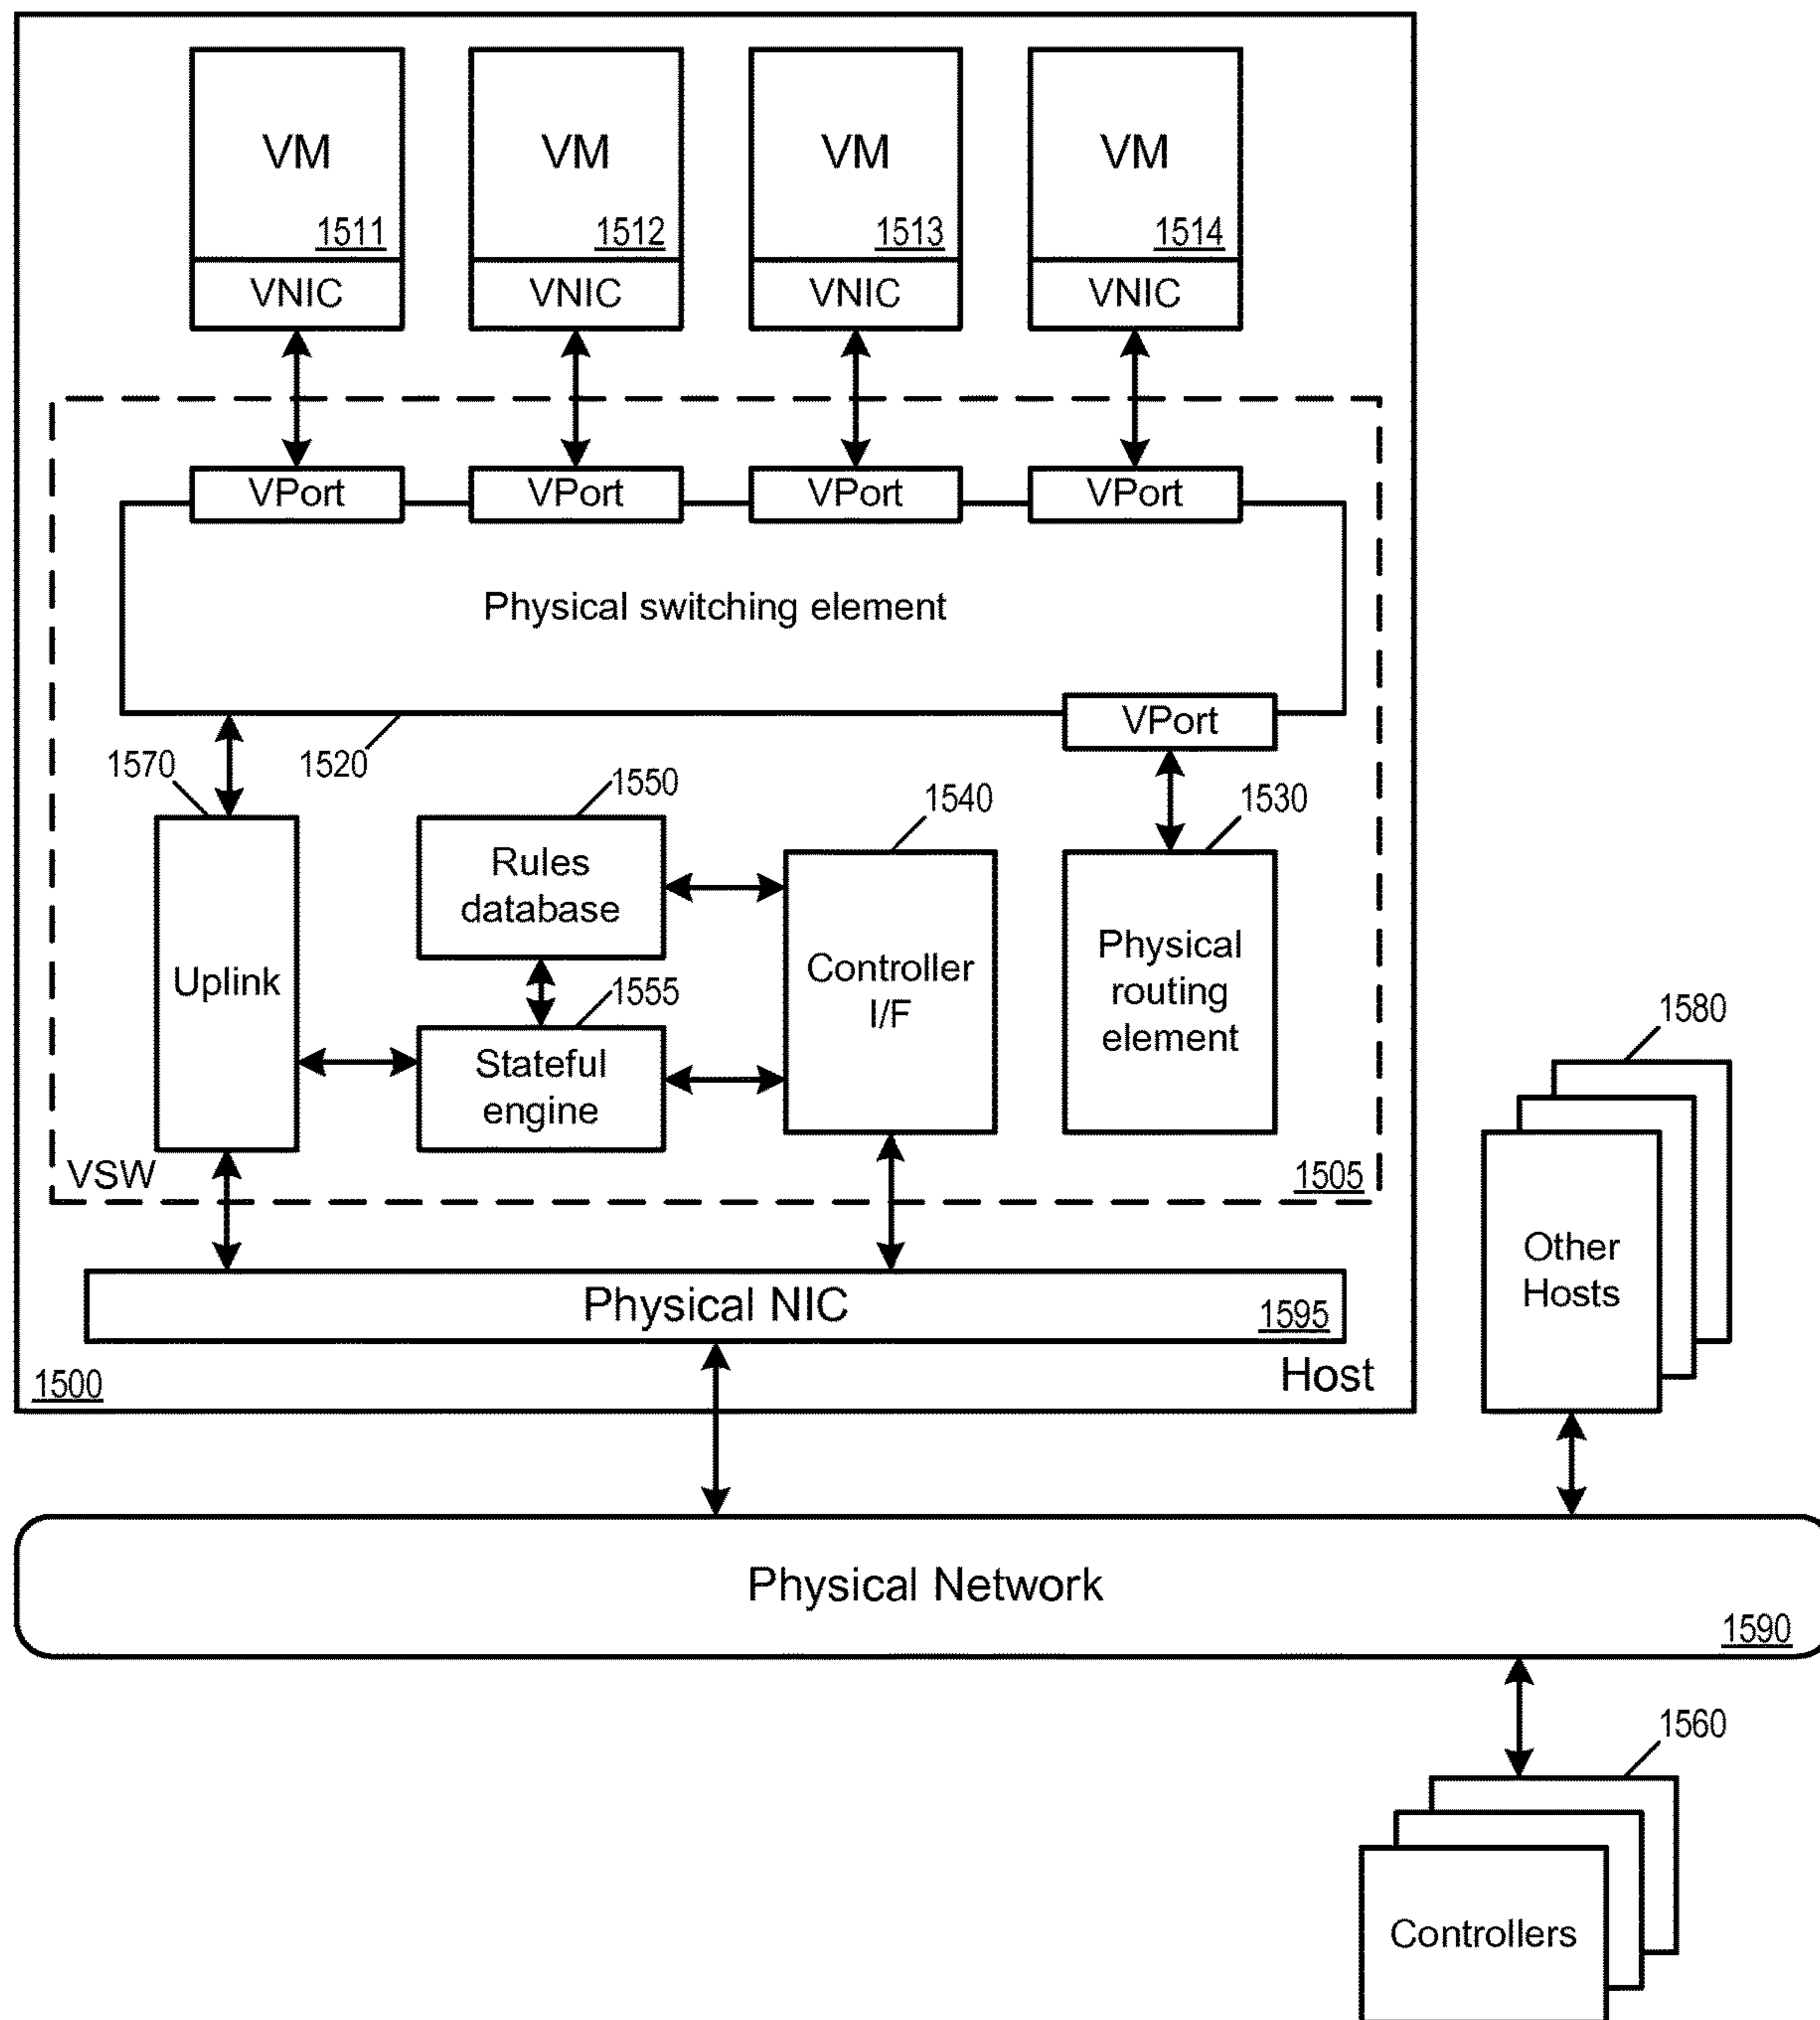 VM
1511
VNIC
VM
1512
VNIC
VM
1513
VNIC
VM
1514
VNIC
VPort
VPort
VPort
VPort
Physical switching element
VPort
1570
1520
1550
1540
1530
Uplink
Rules
database
1555
Stateful
engine
Controller
I/F
Physical
routing
element
VSW
1505
1580
Other
Hosts
Physical NIC
1595
1500
Host
Physical Network
1590
1560
Controllers